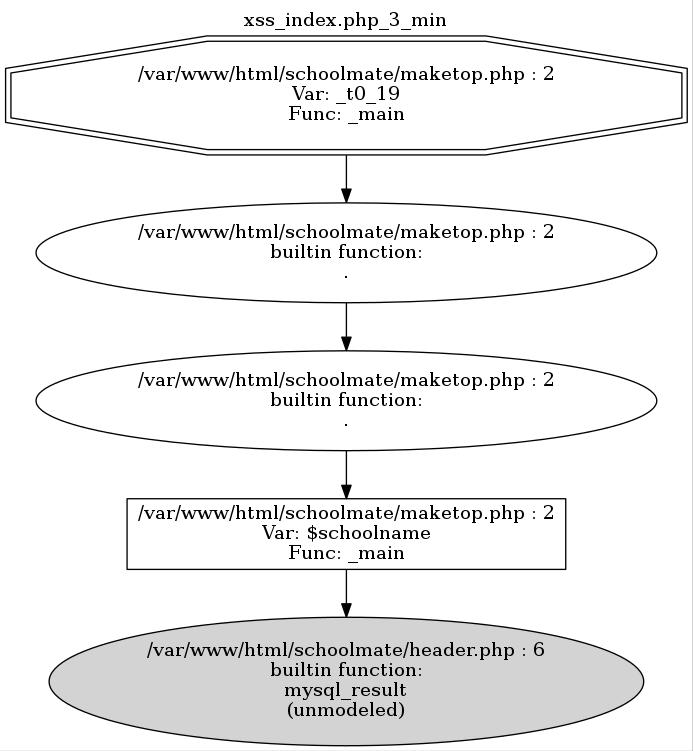 xss_index.php_3_min
/var/www/html/schoolmate/maketop.php : 2
Var: _t0_19
Func: _main
/var/www/html/schoolmate/maketop.php : 2
builtin function:
.
/var/www/html/schoolmate/maketop.php : 2
builtin function:
.
/var/www/html/schoolmate/maketop.php : 2
Var: $schoolname
Func: _main
/var/www/html/schoolmate/header.php : 6
builtin function:
mysql_result
(unmodeled)